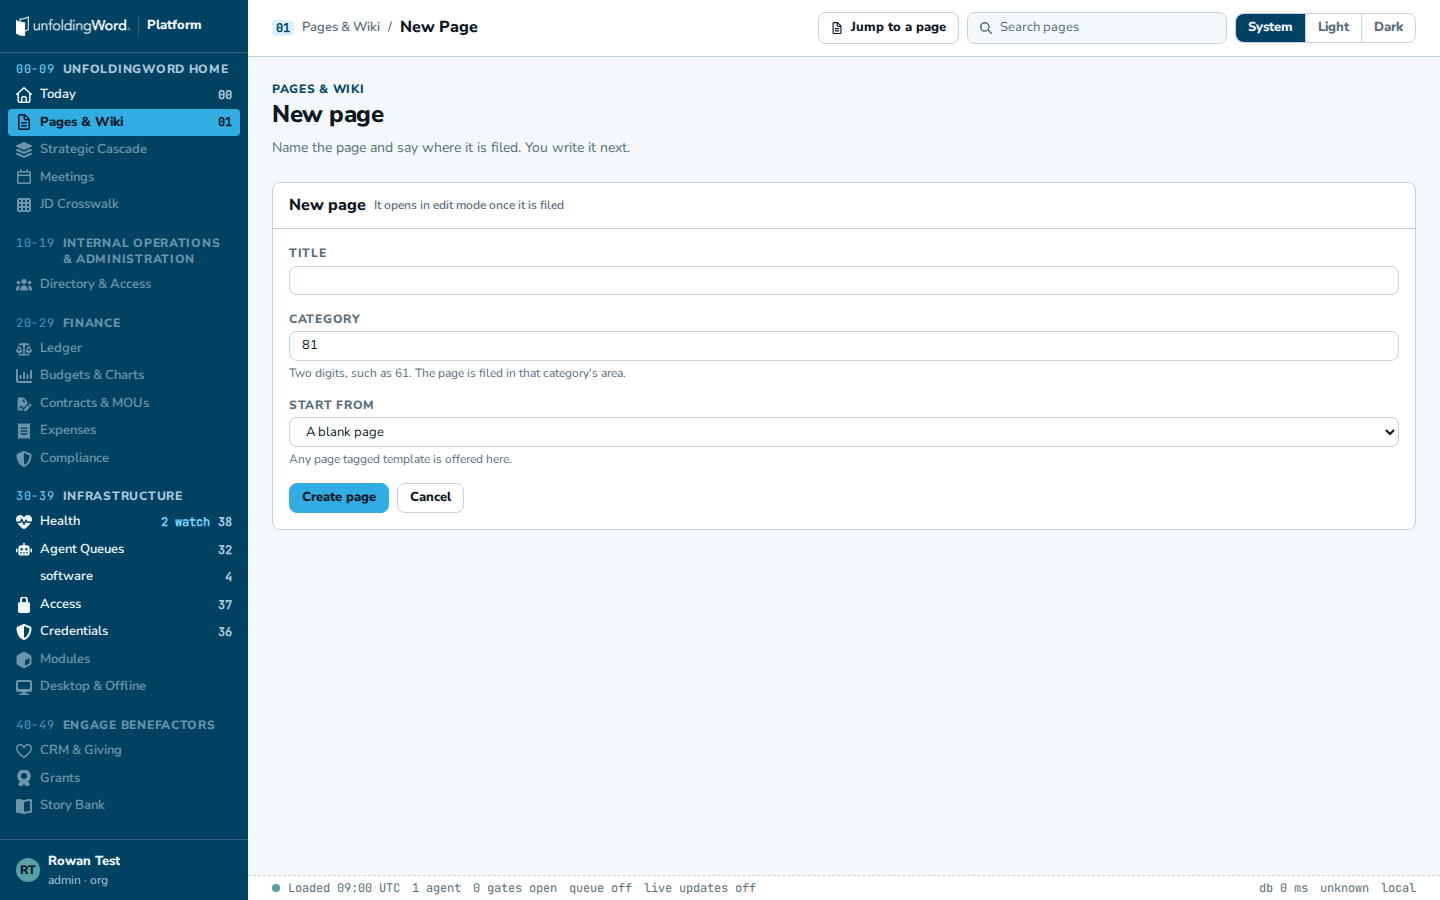 unfoldingWord Platform
00-09 UNFOLDINGWORD HOME
Today 00
Pages & Wiki 01
Strategic Cascade
Meetings
JD Crosswalk
10-19 INTERNAL OPERATIONS
& ADMINISTRATION
Directory & Access
20-29 FINANCE
Ledger
Budgets & Charts
Contracts & MOUs
Expenses
Compliance
30-39 INFRASTRUCTURE
Health 2 watch 38
Agent Queues 32
software 4
Access 37
Credentials 36
Modules
Desktop & Offline
40-49 ENGAGE BENEFACTORS
CRM & Giving
Grants
Story Bank
RT Rowan Test
admin · org
01 Pages & Wiki / New Page
Jump to a page
Search pages
System Light Dark
PAGES & WIKI
New page
Name the page and say where it is filed. You write it next.
New page It opens in edit mode once it is filed
TITLE
CATEGORY
81
Two digits, such as 61. The page is filed in that category's area.
START FROM
A blank page
Any page tagged template is offered here.
Create page Cancel
Loaded 09:00 UTC 1 agent 0 gates open queue off live updates off db 0 ms unknown local